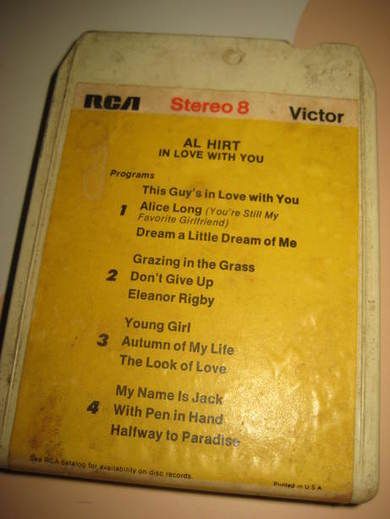 RCA Stereo 8 Victor
AL HIRT
IN LOVE WITH YOU
Programs
This Guy's in Love with You
1 Alice Long (You're Still My
Favorite Girlfriend)
Dream a Little Dream of Me
Grazing in the Grass
2 Don't Give Up
Eleanor Rigby
Young Girl
3 Autumn of My Life
The Look of Love
My Name Is Jack
4 With Pen in Hand
Halfway to Paradise
See RCA catalog for availability on disc records.
Printed in U.S.A